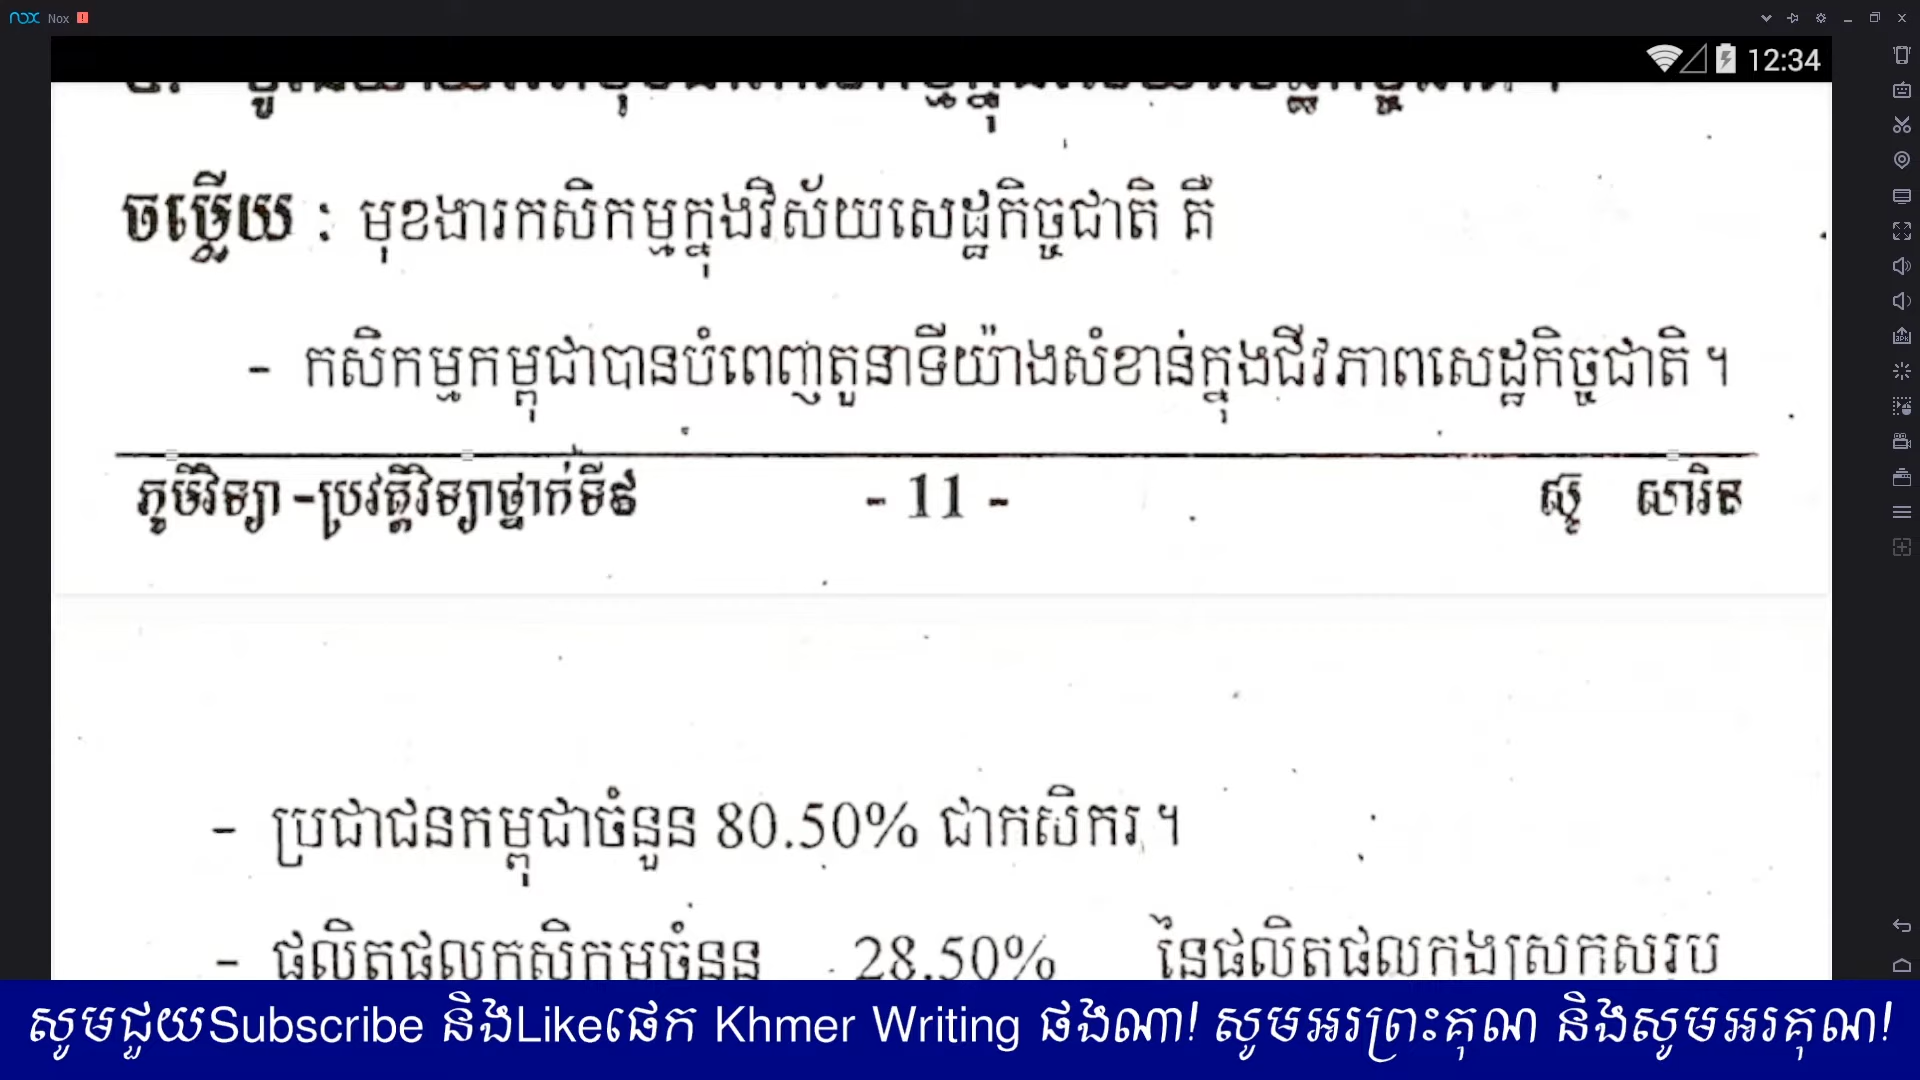 nox Nox
12:34
ចម្លើយ : មុខងារកសិកម្មក្នុងវិស័យសេដ្ឋកិច្ចជាតិ គឺ
- កសិកម្មកម្ពុជាបានបំពេញតួនាទីយ៉ាងសំខាន់ក្នុងជីវភាពសេដ្ឋកិច្ចជាតិ ។
ភូមិវិទ្យា -ប្រវត្តិវិទ្យាថ្នាក់ទី៩ - 11 - ស៊ូ សារិត
- ប្រជាជនកម្ពុជាចំនួន 80.50% ជាកសិករ ។
- ផលិតផលកសិកម្មចំនួន 28.50% នៃផលិតផលក្នុងស្រុកសរុប
សូមជួយSubscribe និងLikeផេក Khmer Writing ផងណា! សូមអរព្រះគុណ និងសូមអរគុណ!